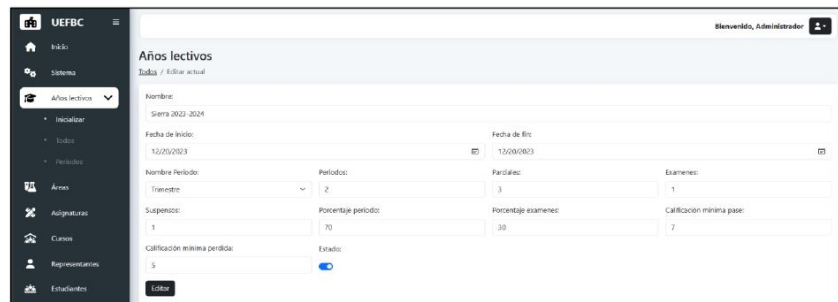 UEFBC
Bienvenido, Administrador
Inicio
Sistema
Años lectivos
Inicializar
Todos
Periodos
Áreas
Asignaturas
Cursos
Representantes
Estudiantes
Años lectivos
Todos / Editar actual
Nombre:
Sierra 2023-2024
Fecha de inicio: Fecha de fin:
12/20/2023 12/20/2023
Nombre Periodo: Periodos: Parciales: Examenes:
Trimestre 2 3 1
Suspensos: Porcentaje periodo: Porcentaje examenes: Calificación mínima pase:
1 70 30 7
Calificación mínima perdida: Estado:
5
Editar